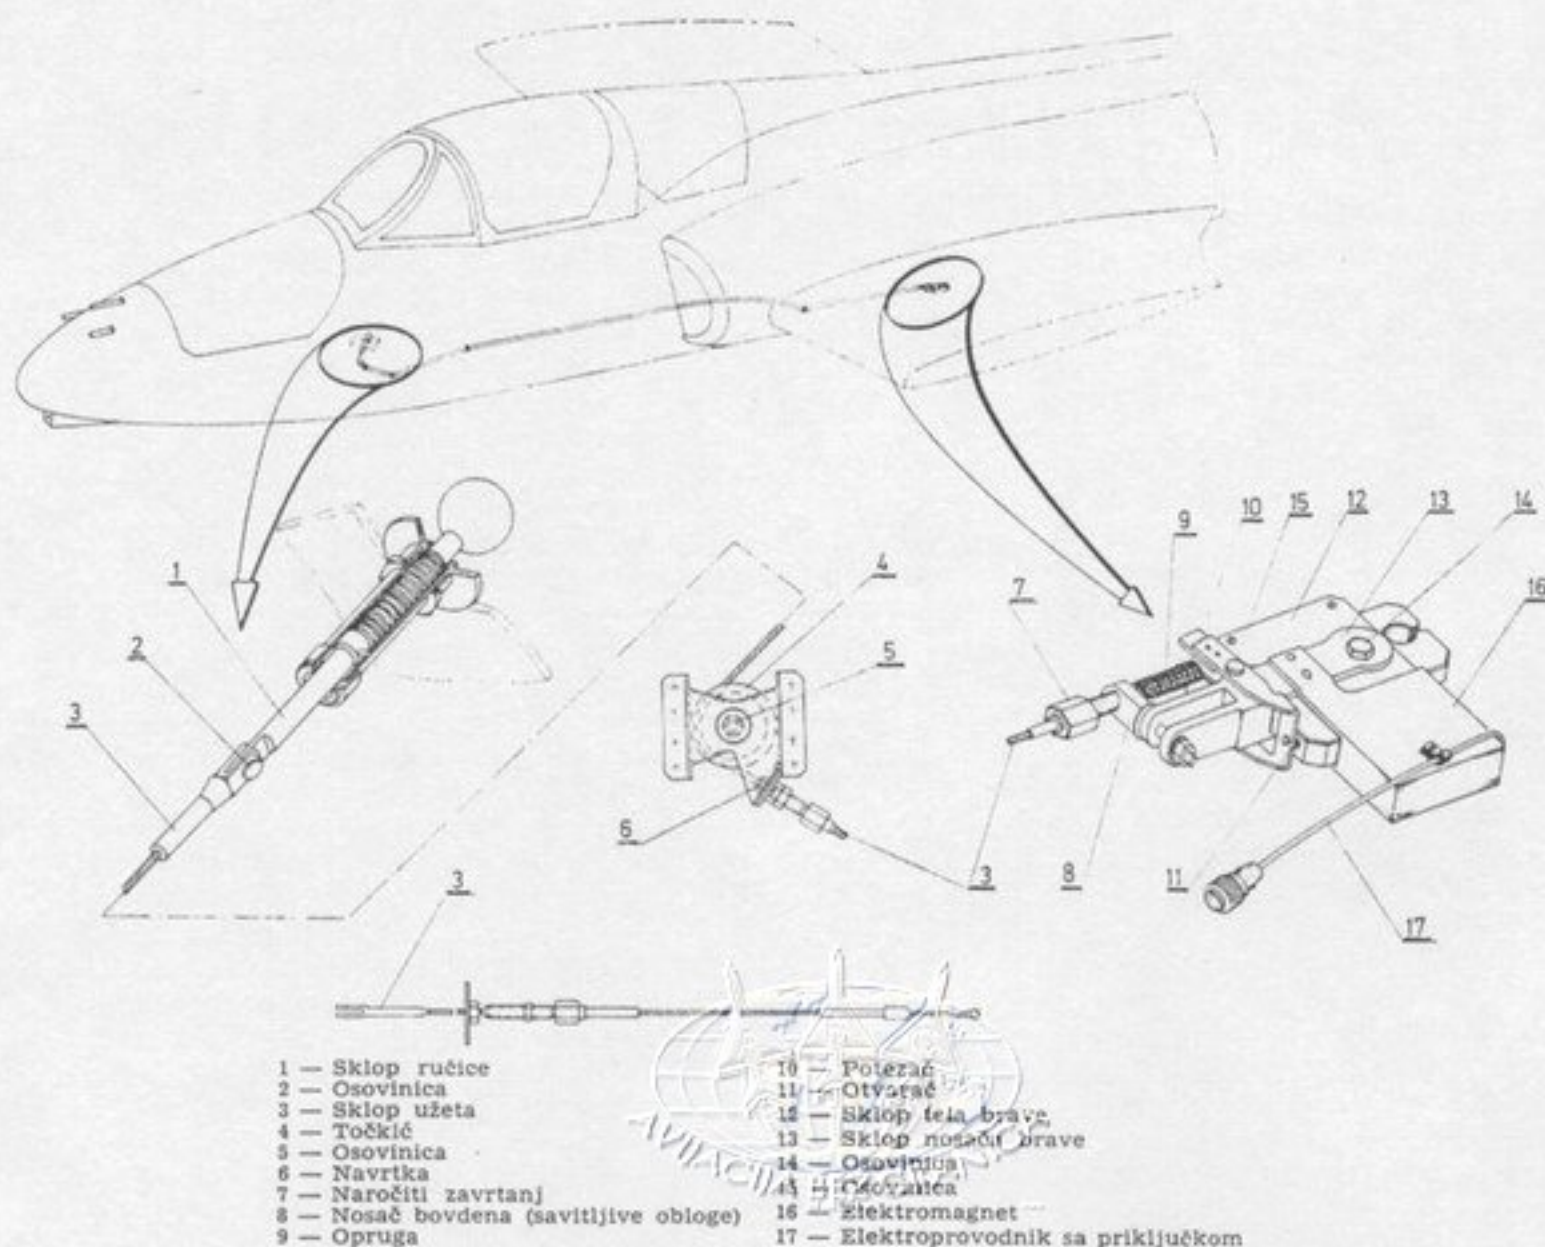 10 15 12 13 14
9
1
7
4
16
2
5
3
6
3
8
11
3
17
1 — Sklop ručice
2 — Osovinica
3 — Sklop užeta
4 — Točkić
5 — Osovinica
6 — Navrtka
7 — Naročiti zavrtanj
8 — Nosač bovdena (savitljive obloge)
9 — Opruga
10 — Potezač
11 — Otvarač
12 — Sklop tela brave
13 — Sklop nosača brave
14 — Osovinica
15 — Osovinica
16 — Elektromagnet
17 — Elektroprovodnik sa priključkom